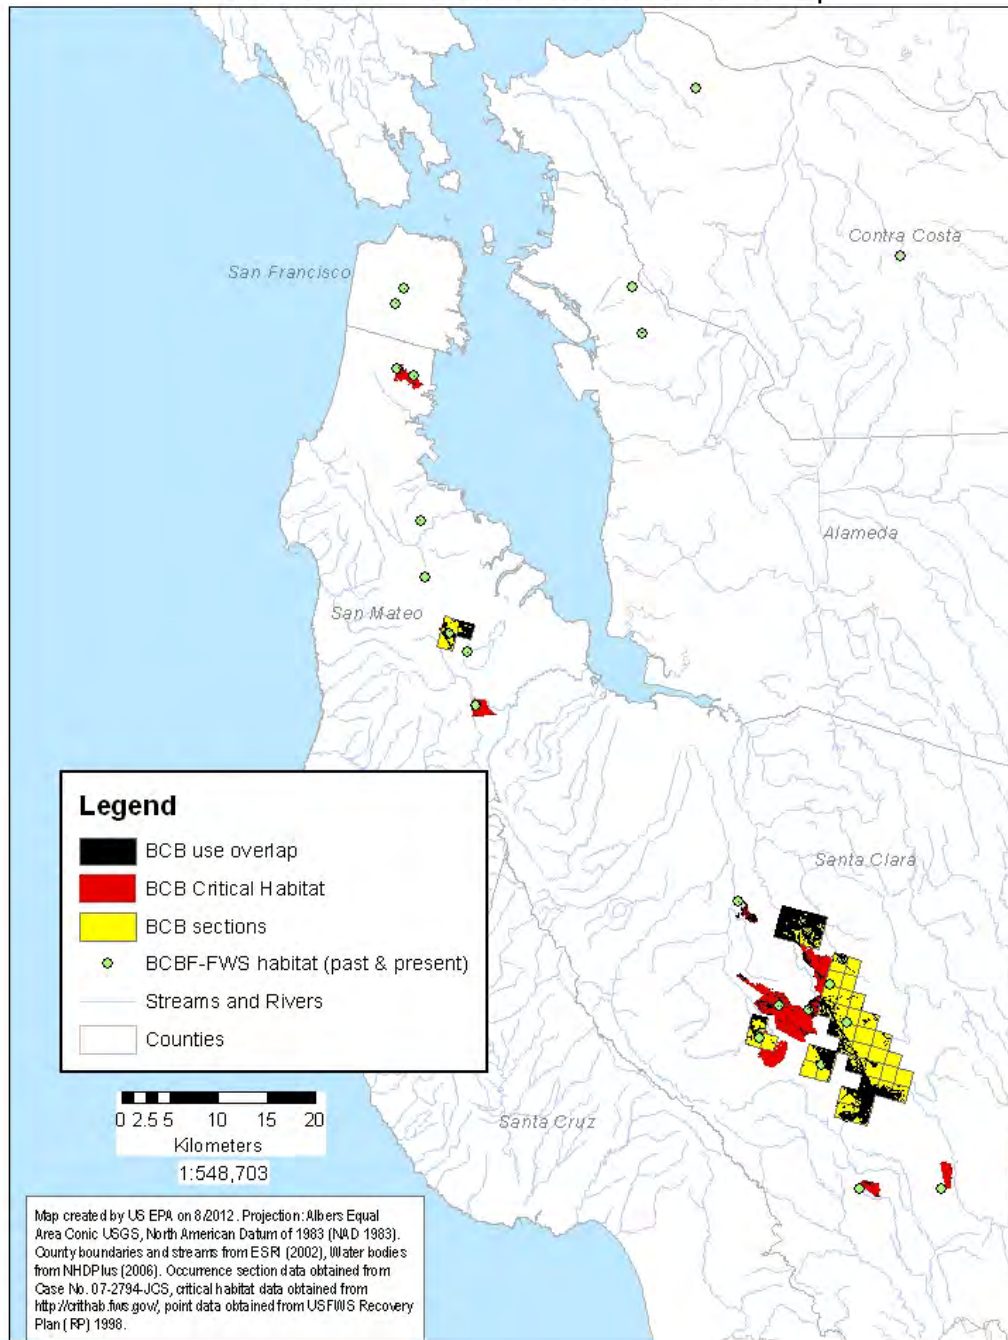 Contra Costa
San Francisco
Alameda
San Mateo
Santa Clara
Santa Cruz
Legend
BCB use overlap
BCB Critical Habitat
BCB sections
BCBF-FWS habitat (past & present)
Streams and Rivers
Counties
0 2.5 5 10 15 20
Kilometers
1:548,703
Map created by US EPA on 8/2012. Projection: Albers Equal
Area Conic USGS, North American Datum of 1983 (NAD 1983).
County boundaries and streams from ESRI (2002), Water bodies
from NHDPlus (2006). Occurrence section data obtained from
Case No. 07-2794-JCS, critical habitat data obtained from
http://crithab.fws.gov/, point data obtained from USFWS Recovery
Plan (RP) 1998.